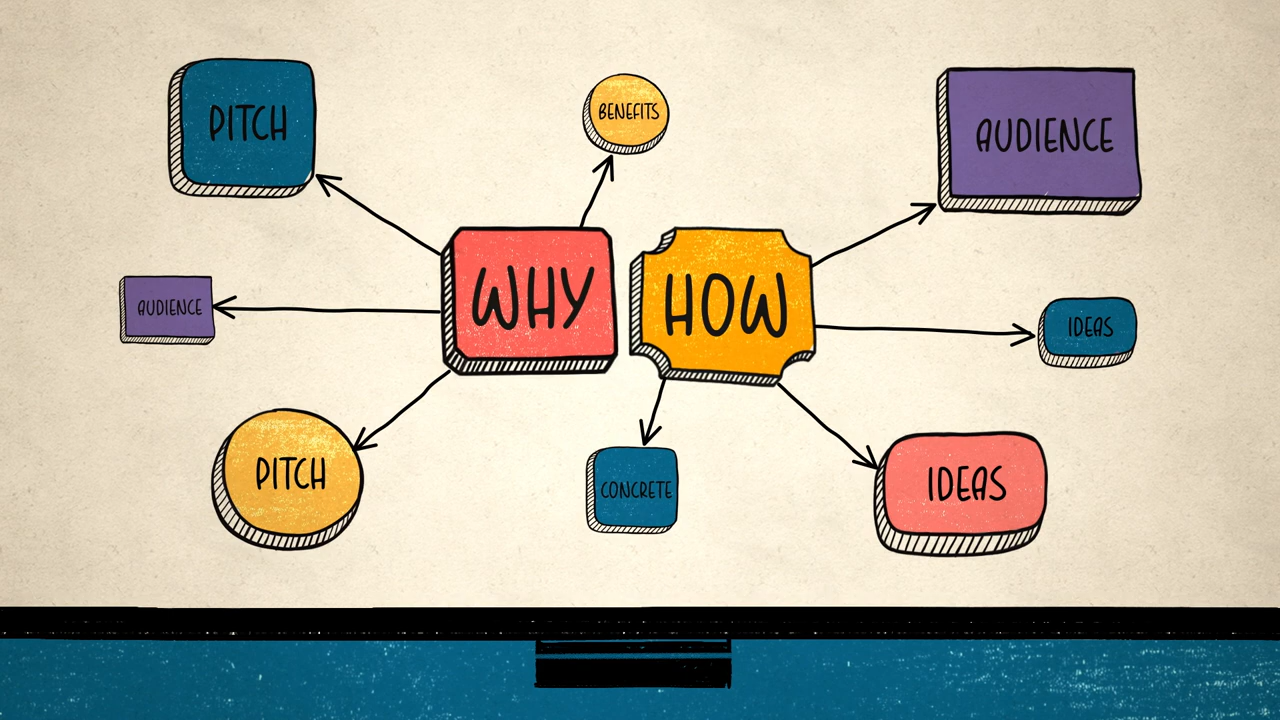 PITCH
BENEFITS
AUDIENCE
WHY
HOW
AUDIENCE
IDEAS
PITCH
CONCRETE
IDEAS